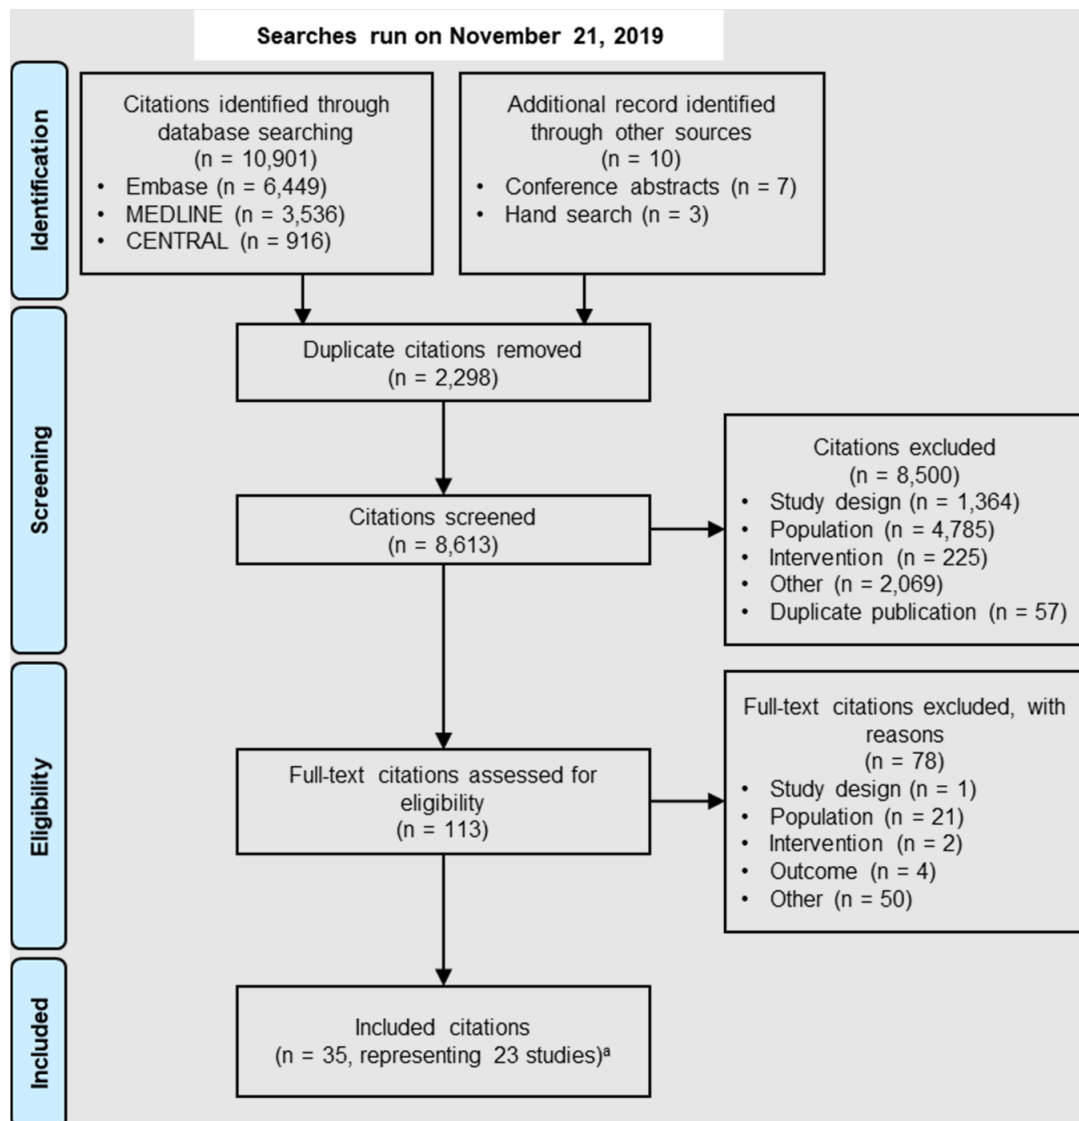 Searches run on November 21, 2019
Identification
Citations identified through
database searching
(n = 10,901)
• Embase (n = 6,449)
• MEDLINE (n = 3,536)
• CENTRAL (n = 916)
Additional record identified
through other sources
(n = 10)
• Conference abstracts (n = 7)
• Hand search (n = 3)
Screening
Duplicate citations removed
(n = 2,298)
Citations screened
(n = 8,613)
Citations excluded
(n = 8,500)
• Study design (n = 1,364)
• Population (n = 4,785)
• Intervention (n = 225)
• Other (n = 2,069)
• Duplicate publication (n = 57)
Eligibility
Full-text citations assessed for
eligibility
(n = 113)
Full-text citations excluded, with
reasons
(n = 78)
• Study design (n = 1)
• Population (n = 21)
• Intervention (n = 2)
• Outcome (n = 4)
• Other (n = 50)
Included
Included citations
(n = 35, representing 23 studies)ᵃ